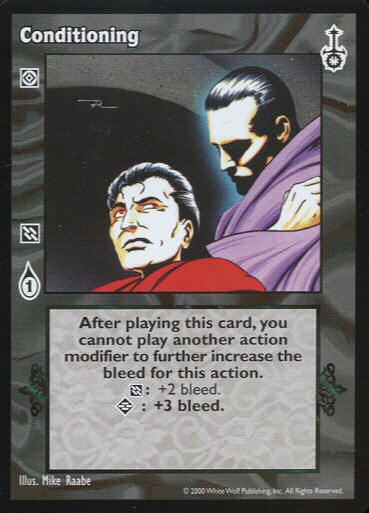 Conditioning
1
After playing this card, you
cannot play another action
modifier to further increase the
bleed for this action.
: +2 bleed.
: +3 bleed.
Illus. Mike Raabe
© 2000 White Wolf Publishing, Inc. All Rights Reserved.